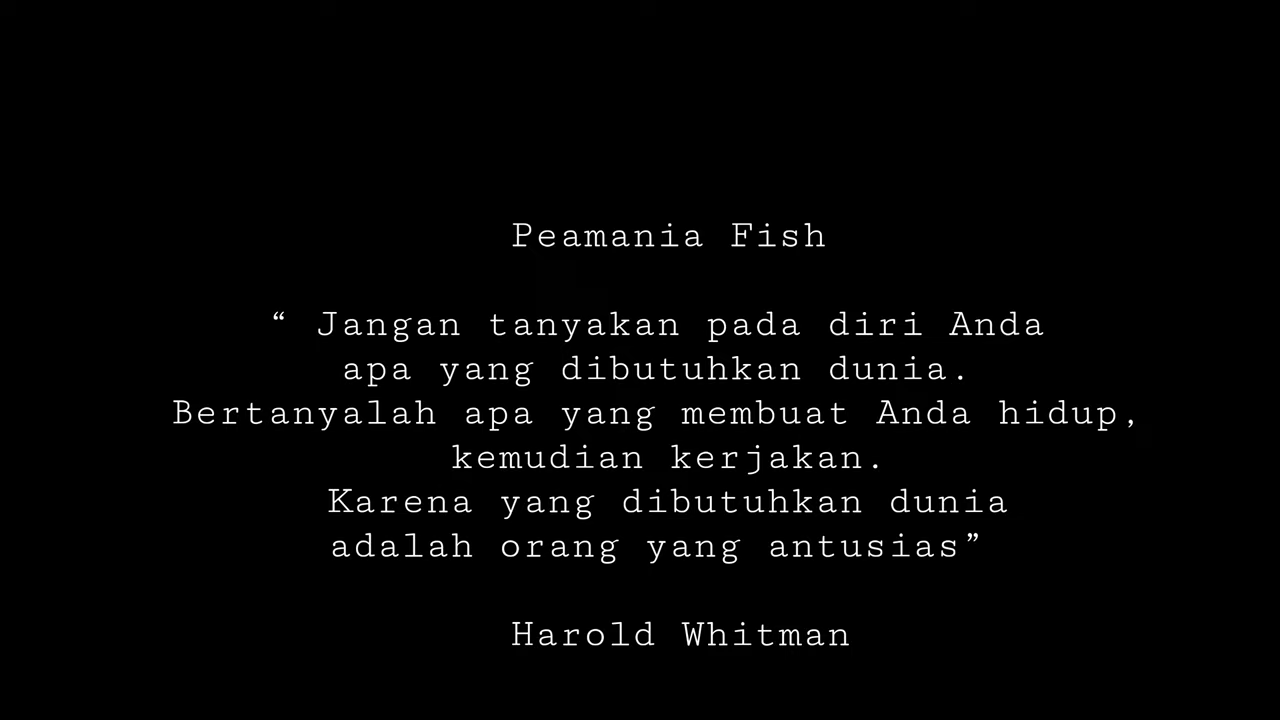 Peamania Fish
“ Jangan tanyakan pada diri Anda
apa yang dibutuhkan dunia.
Bertanyalah apa yang membuat Anda hidup,
kemudian kerjakan.
Karena yang dibutuhkan dunia
adalah orang yang antusias”
Harold Whitman